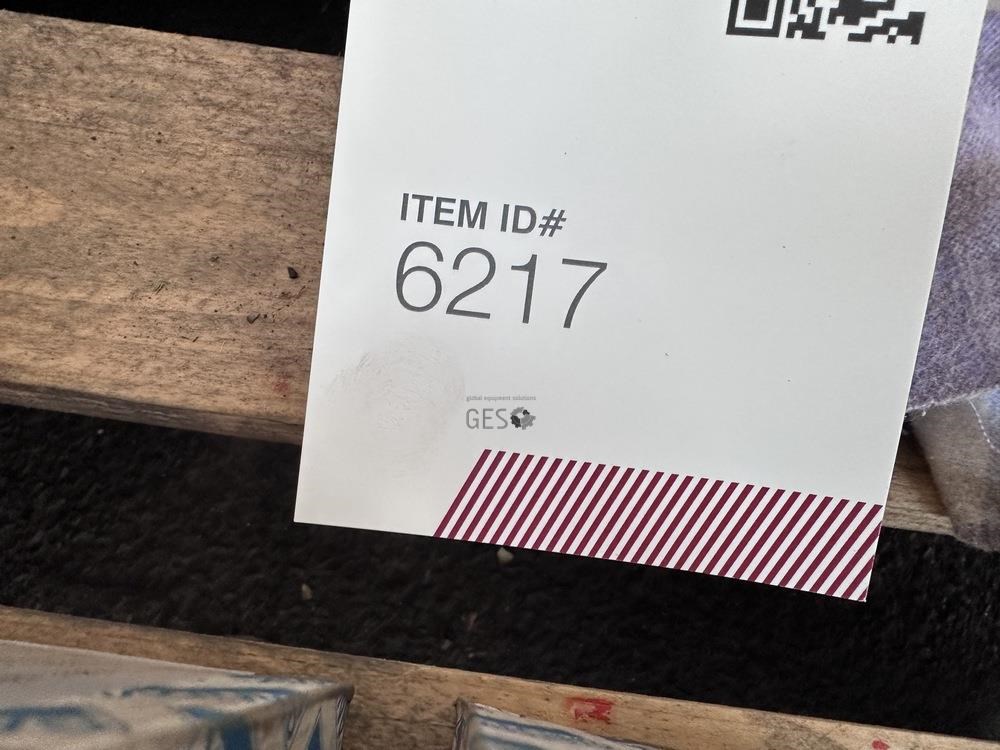 ITEM ID#
6217
global equipment solutions
GES